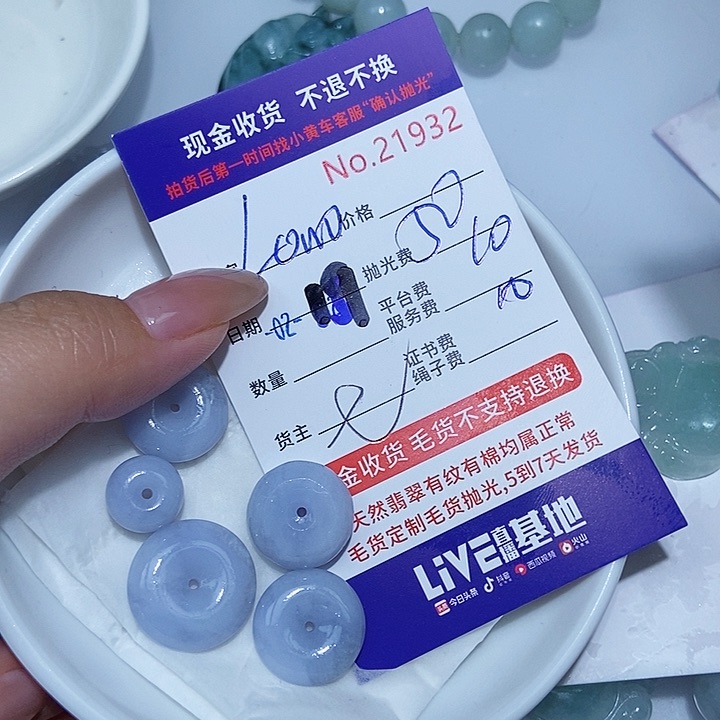 现金收货 不退不换
拍货后第一时间找小黄车客服“确认抛光”
No.21932
价格 50
抛光费 10
日期 02-
平台费
服务费 10
数量
证书费
绳子费
货主
金收货 毛货不支持退换
天然翡翠有纹有棉均属正常
毛货定制毛货抛光,5到7天发货
LIVE直播基地
今日头条 抖音 西瓜视频 火山